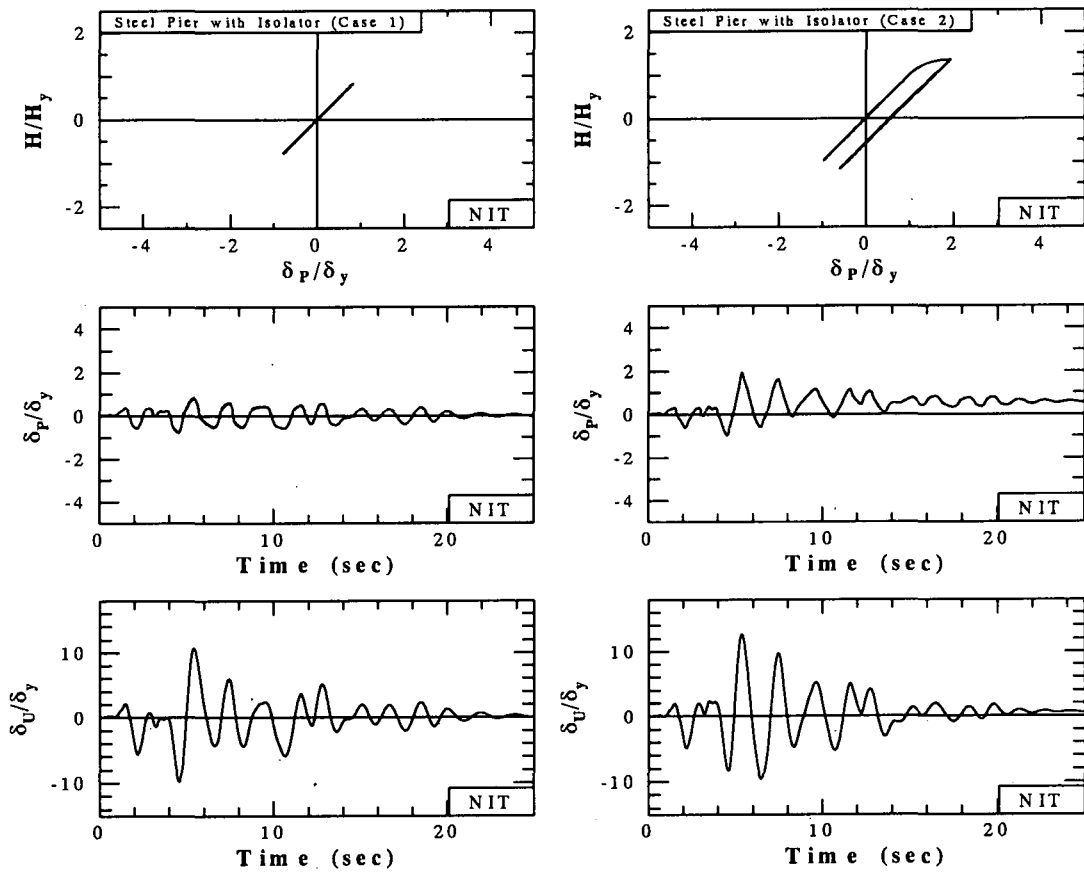 Steel Pier with Isolator (Case 1)
2
0
-2
H/Hy
NIT
-4 -2 0 2 4
δP/δy
Steel Pier with Isolator (Case 2)
2
0
-2
H/Hy
NIT
-4 -2 0 2 4
δP/δy
4
2
0
-2
-4
δP/δy
NIT
0 10 20
Time (sec)
4
2
0
-2
-4
δP/δy
NIT
0 10 20
Time (sec)
10
0
-10
δU/δy
NIT
0 10 20
Time (sec)
10
0
-10
δU/δy
NIT
0 10 20
Time (sec)